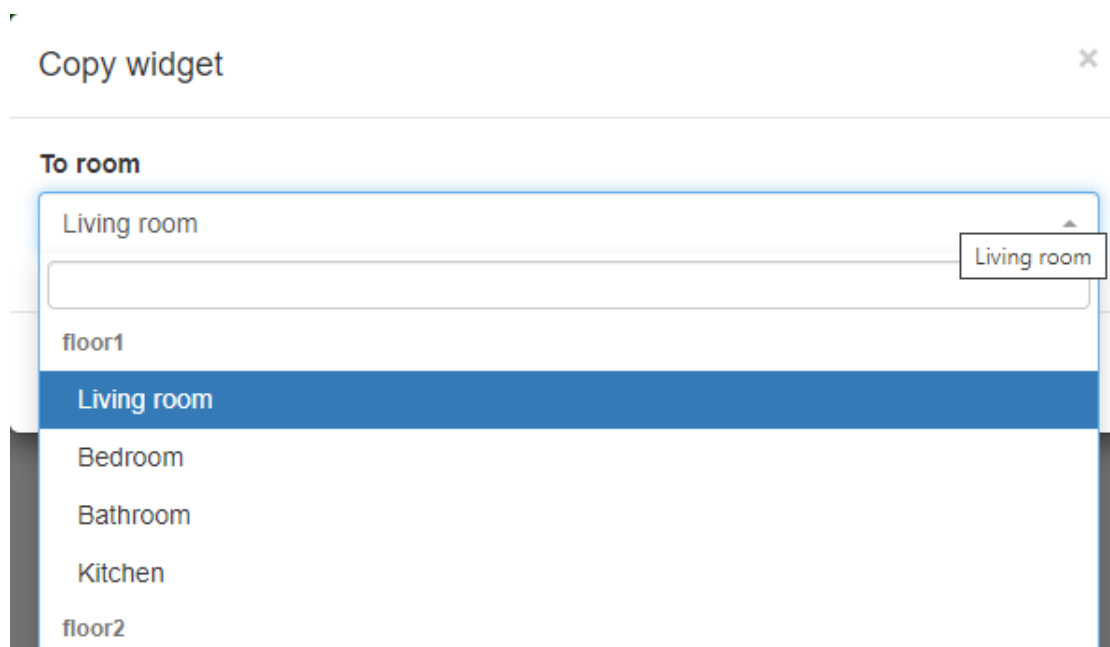 Copy widget ×
To room
Living room
Living room
floor1
Living room
Bedroom
Bathroom
Kitchen
floor2